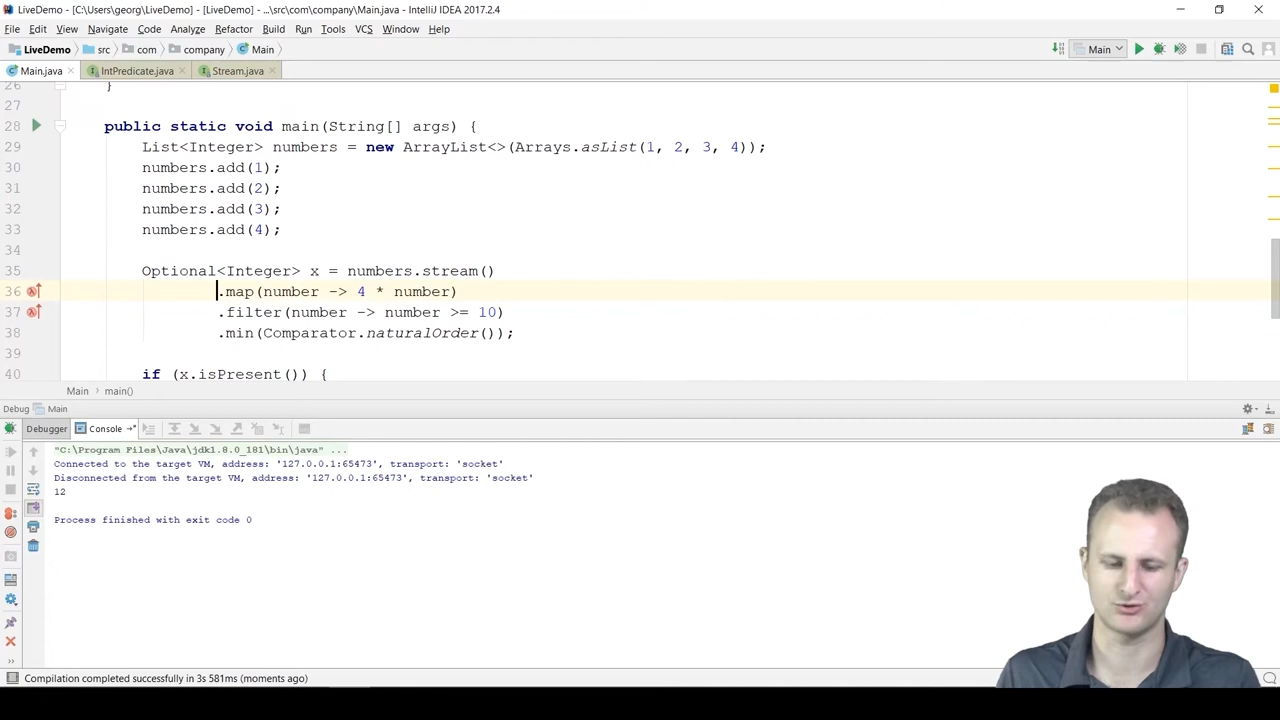 LiveDemo - [C:\Users\georg\LiveDemo] - [LiveDemo] - ...\src\com\company\Main.java - IntelliJ IDEA 2017.2.4
File Edit View Navigate Code Analyze Refactor Build Run Tools VCS Window Help
LiveDemo src com company Main Main
Main.java IntPredicate.java Stream.java
26 }
27
28 public static void main(String[] args) {
29 List<Integer> numbers = new ArrayList<>(Arrays.asList(1, 2, 3, 4));
30 numbers.add(1);
31 numbers.add(2);
32 numbers.add(3);
33 numbers.add(4);
34
35 Optional<Integer> x = numbers.stream()
36 .map(number -> 4 * number)
37 .filter(number -> number >= 10)
38 .min(Comparator.naturalOrder());
39
40 if (x.isPresent()) {
Main main()
Debug Main
Debugger Console
"C:\Program Files\Java\jdk1.8.0_181\bin\java" ...
Connected to the target VM, address: '127.0.0.1:65473', transport: 'socket'
Disconnected from the target VM, address: '127.0.0.1:65473', transport: 'socket'
12
Process finished with exit code 0
Compilation completed successfully in 3s 581ms (moments ago)